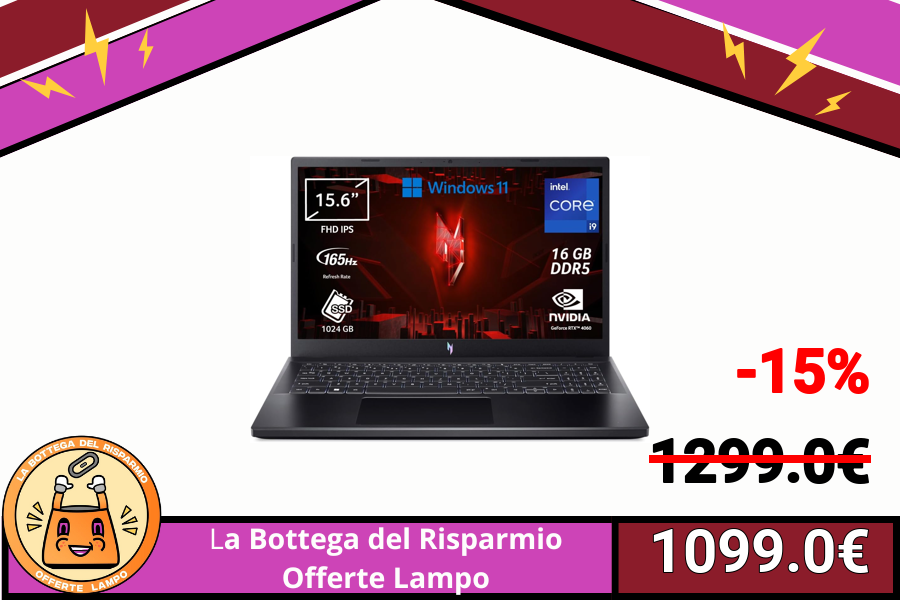 15.6”
FHD IPS
165Hz
Refresh Rate
SSD
1024 GB
Windows 11
intel
CORE
i9
16 GB
DDR5
NVIDIA
GeForce RTX™ 4060
-15%
1299.0€
1099.0€
LA BOTTEGA DEL RISPARMIO
OFFERTE LAMPO
La Bottega del Risparmio
Offerte Lampo